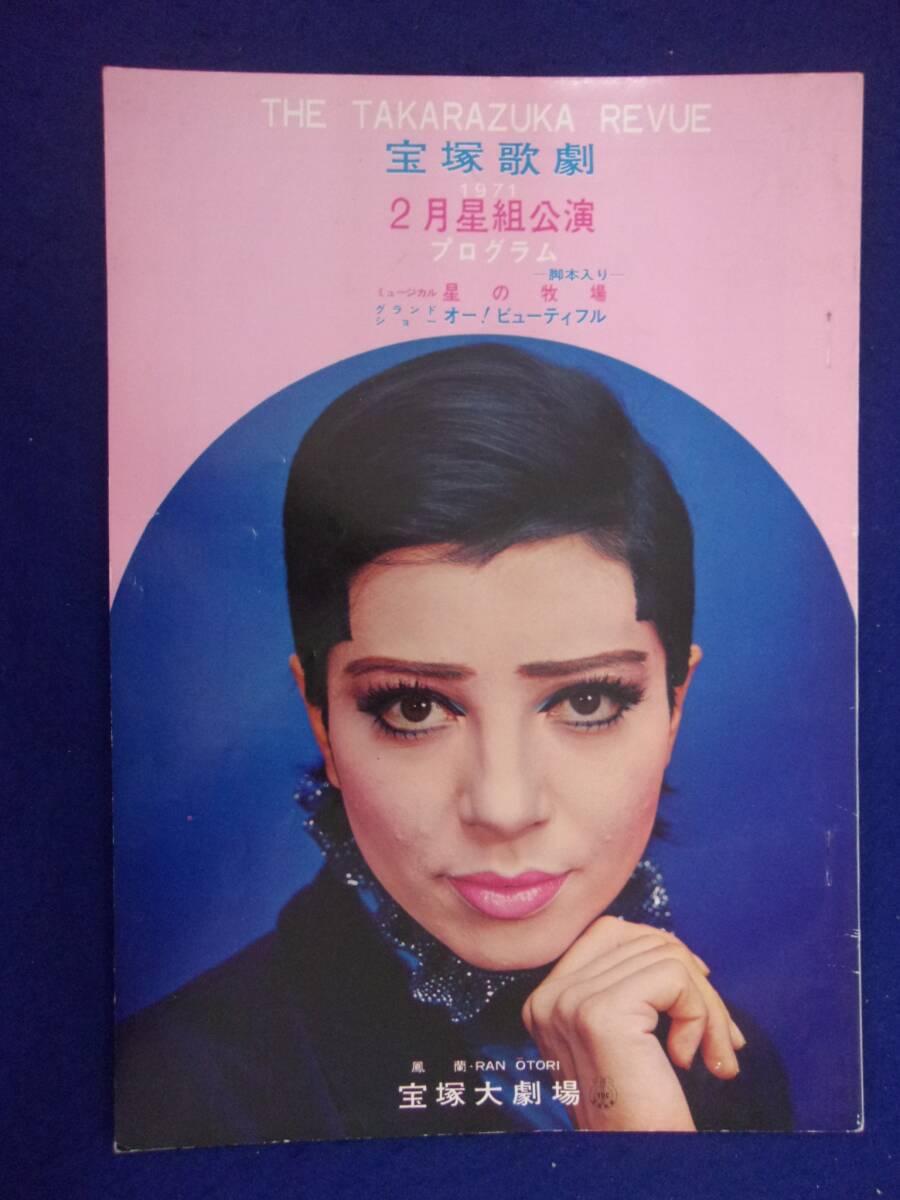 THE TAKARAZUKA REVUE
宝塚歌劇
1971
2月星組公演
プログラム
―脚本入り―
ミュージカル 星の牧場
グランドショー オー!ビューティフル
鳳 蘭・RAN ŌTORI
宝塚大劇場